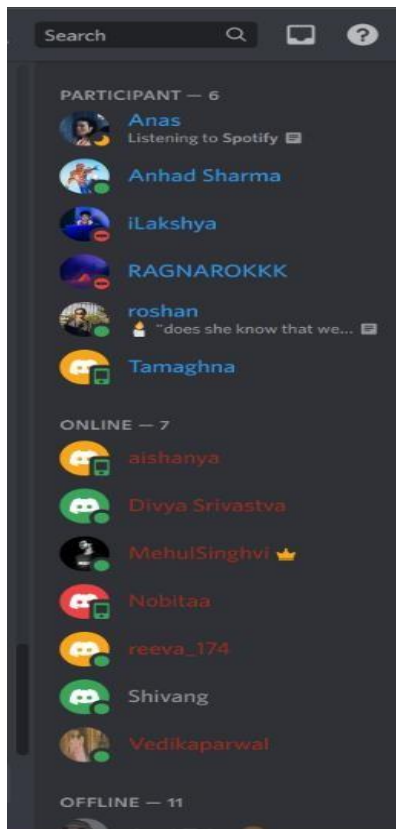 Search
PARTICIPANT — 6
Anas
Listening to Spotify
Anhad Sharma
iLakshya
RAGNAROKKK
roshan
"does she know that we...
Tamaghna
ONLINE — 7
aishanya
Divya Srivastva
MehulSinghvi
Nobitaa
reeva_174
Shivang
Vedikaparwal
OFFLINE — 11